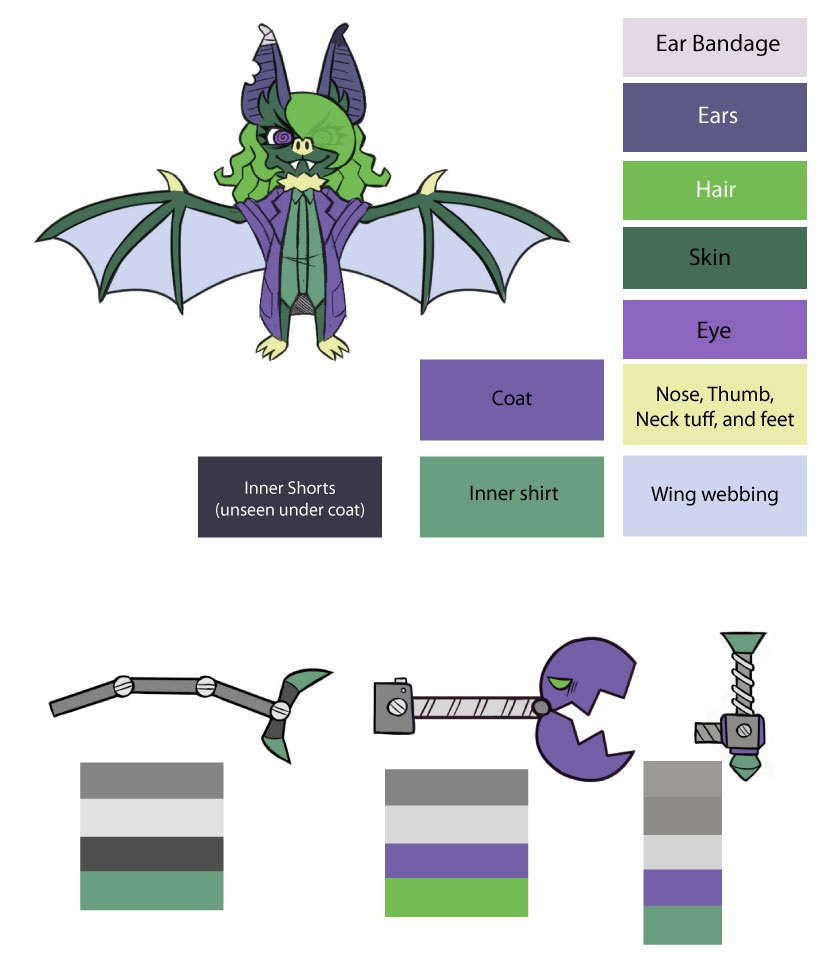 Ear Bandage
Ears
Hair
Skin
Eye
Coat
Nose, Thumb,
Neck tuff, and feet
Inner Shorts
(unseen under coat)
Inner shirt
Wing webbing